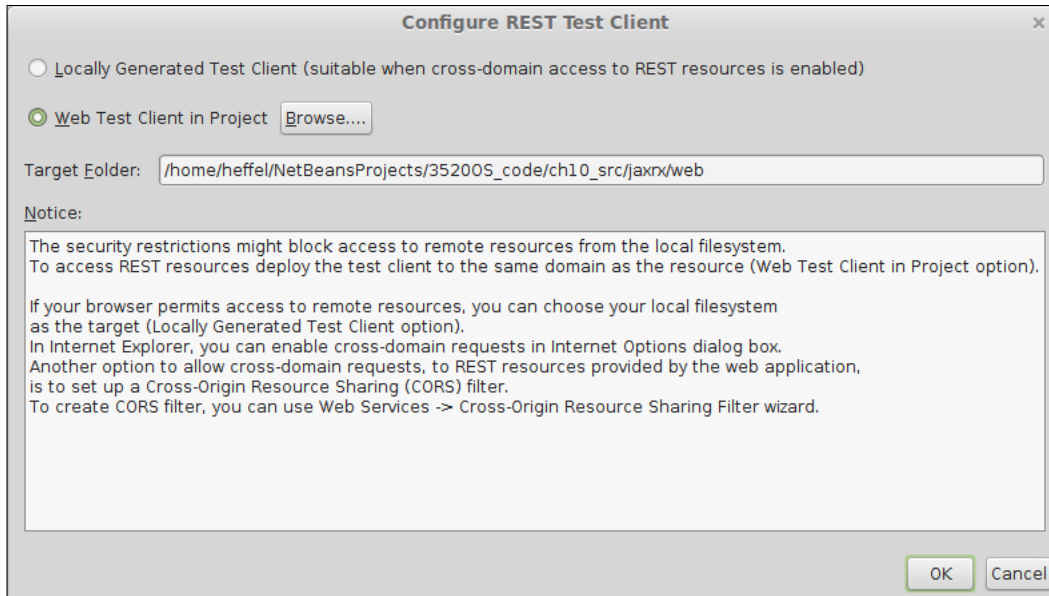 Configure REST Test Client
Locally Generated Test Client (suitable when cross-domain access to REST resources is enabled)
Web Test Client in Project Browse....
Target Folder: /home/heffel/NetBeansProjects/3520OS_code/ch10_src/jaxrx/web
Notice:
The security restrictions might block access to remote resources from the local filesystem.
To access REST resources deploy the test client to the same domain as the resource (Web Test Client in Project option).
If your browser permits access to remote resources, you can choose your local filesystem
as the target (Locally Generated Test Client option).
In Internet Explorer, you can enable cross-domain requests in Internet Options dialog box.
Another option to allow cross-domain requests, to REST resources provided by the web application,
is to set up a Cross-Origin Resource Sharing (CORS) filter.
To create CORS filter, you can use Web Services -> Cross-Origin Resource Sharing Filter wizard.
OK Cancel